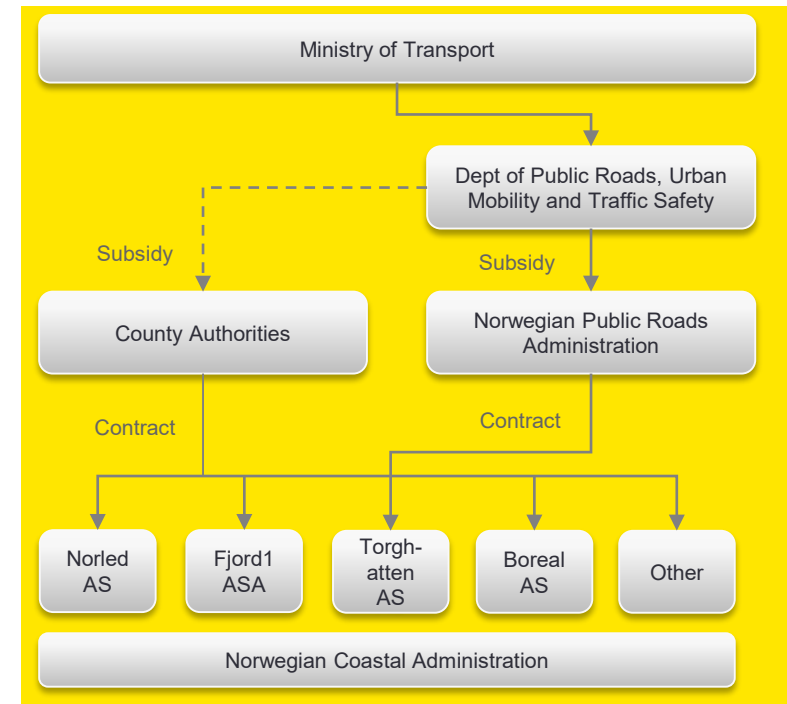 Ministry of Transport
Dept of Public Roads, Urban
Mobility and Traffic Safety
Subsidy
Subsidy
County Authorities
Norwegian Public Roads
Administration
Contract
Contract
Norled
AS
Fjord1
ASA
Torgh-
atten
AS
Boreal
AS
Other
Norwegian Coastal Administration